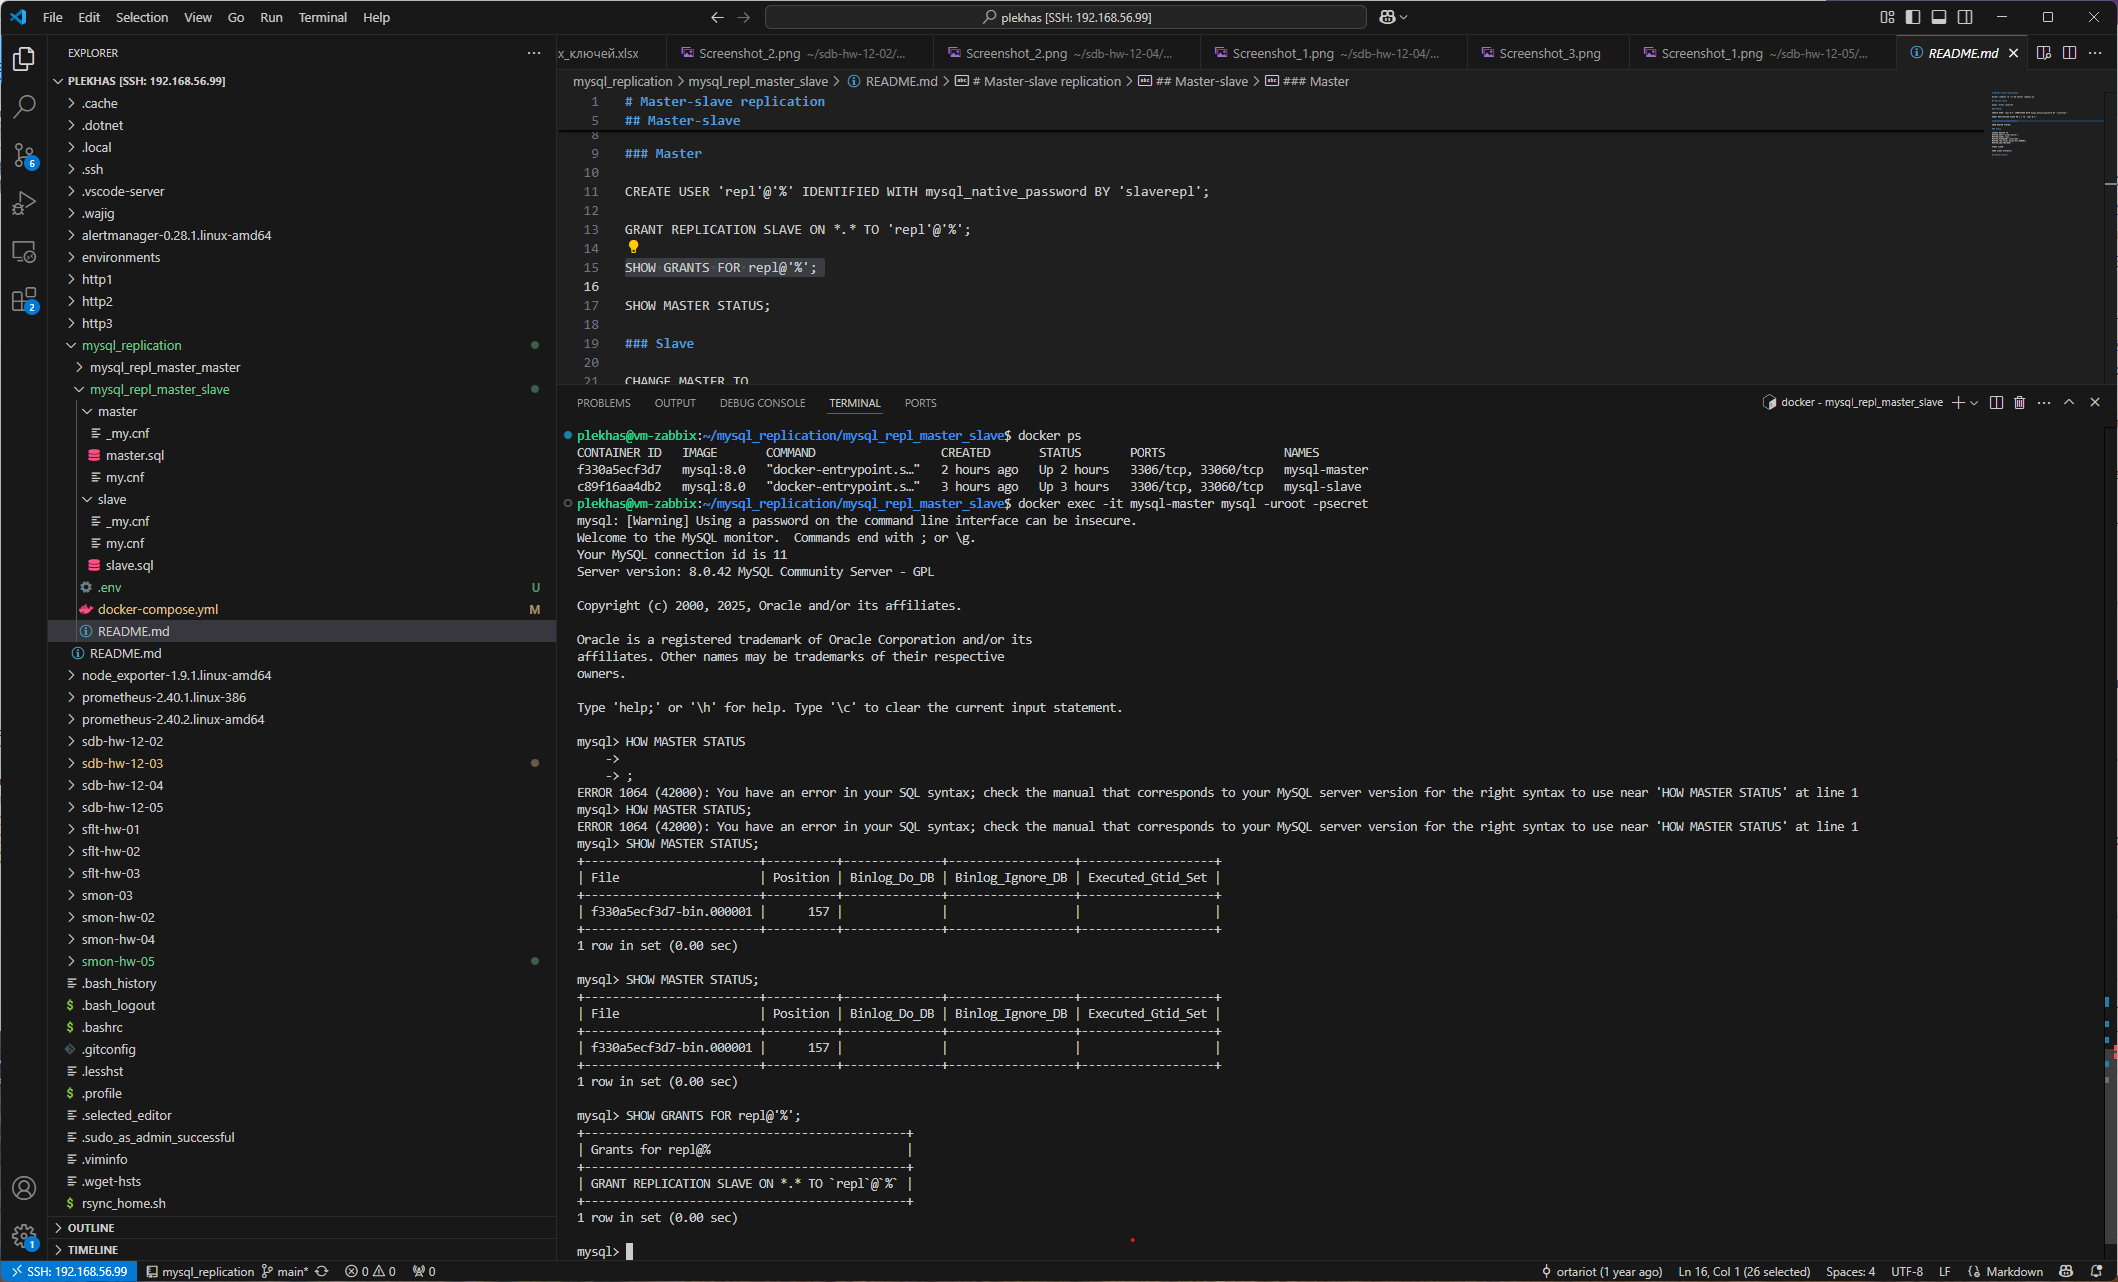 File Edit Selection View Go Run Terminal Help
plekhas [SSH: 192.168.56.99]
EXPLORER
x_ключей.xlsx
Screenshot_2.png ~/sdb-hw-12-02/...
Screenshot_2.png ~/sdb-hw-12-04/...
Screenshot_1.png ~/sdb-hw-12-04/...
Screenshot_3.png
Screenshot_1.png ~/sdb-hw-12-05/...
README.md
PLEKHAS [SSH: 192.168.56.99]
.cache
.dotnet
.local
.ssh
.vscode-server
.wajig
alertmanager-0.28.1.linux-amd64
environments
http1
http2
http3
mysql_replication
mysql_repl_master_master
mysql_repl_master_slave
master
_my.cnf
master.sql
my.cnf
slave
_my.cnf
my.cnf
slave.sql
.env U
docker-compose.yml M
README.md
README.md
node_exporter-1.9.1.linux-amd64
prometheus-2.40.1.linux-386
prometheus-2.40.2.linux-amd64
sdb-hw-12-02
sdb-hw-12-03
sdb-hw-12-04
sdb-hw-12-05
sflt-hw-01
sflt-hw-02
sflt-hw-03
smon-03
smon-hw-02
smon-hw-04
smon-hw-05
.bash_history
.bash_logout
.bashrc
.gitconfig
.lesshst
.profile
.selected_editor
.sudo_as_admin_successful
.viminfo
.wget-hsts
rsync_home.sh
OUTLINE
TIMELINE
6
2
1
mysql_replication > mysql_repl_master_slave > README.md > # Master-slave replication > ## Master-slave > ### Master
1 # Master-slave replication
5 ## Master-slave
8
9 ### Master
10
11 CREATE USER 'repl'@'%' IDENTIFIED WITH mysql_native_password BY 'slaverepl';
12
13 GRANT REPLICATION SLAVE ON *.* TO 'repl'@'%';
14
15 SHOW GRANTS FOR repl@'%';
16
17 SHOW MASTER STATUS;
18
19 ### Slave
20
21 CHANGE MASTER TO
PROBLEMS OUTPUT DEBUG CONSOLE TERMINAL PORTS
docker - mysql_repl_master_slave
plekhas@vm-zabbix:~/mysql_replication/mysql_repl_master_slave$ docker ps
CONTAINER ID IMAGE COMMAND CREATED STATUS PORTS NAMES
f330a5ecf3d7 mysql:8.0 "docker-entrypoint.s…" 2 hours ago Up 2 hours 3306/tcp, 33060/tcp mysql-master
c89f16aa4db2 mysql:8.0 "docker-entrypoint.s…" 3 hours ago Up 3 hours 3306/tcp, 33060/tcp mysql-slave
plekhas@vm-zabbix:~/mysql_replication/mysql_repl_master_slave$ docker exec -it mysql-master mysql -uroot -psecret
mysql: [Warning] Using a password on the command line interface can be insecure.
Welcome to the MySQL monitor. Commands end with ; or \g.
Your MySQL connection id is 11
Server version: 8.0.42 MySQL Community Server - GPL
Copyright (c) 2000, 2025, Oracle and/or its affiliates.
Oracle is a registered trademark of Oracle Corporation and/or its
affiliates. Other names may be trademarks of their respective
owners.
Type 'help;' or '\h' for help. Type '\c' to clear the current input statement.
mysql> HOW MASTER STATUS
->
-> ;
ERROR 1064 (42000): You have an error in your SQL syntax; check the manual that corresponds to your MySQL server version for the right syntax to use near 'HOW MASTER STATUS' at line 1
mysql> HOW MASTER STATUS;
ERROR 1064 (42000): You have an error in your SQL syntax; check the manual that corresponds to your MySQL server version for the right syntax to use near 'HOW MASTER STATUS' at line 1
mysql> SHOW MASTER STATUS;
+---------------------+----------+--------------+------------------+-------------------+
| File | Position | Binlog_Do_DB | Binlog_Ignore_DB | Executed_Gtid_Set |
+---------------------+----------+--------------+------------------+-------------------+
| f330a5ecf3d7-bin.000001 | 157 | | | |
+---------------------+----------+--------------+------------------+-------------------+
1 row in set (0.00 sec)
mysql> SHOW MASTER STATUS;
+---------------------+----------+--------------+------------------+-------------------+
| File | Position | Binlog_Do_DB | Binlog_Ignore_DB | Executed_Gtid_Set |
+---------------------+----------+--------------+------------------+-------------------+
| f330a5ecf3d7-bin.000001 | 157 | | | |
+---------------------+----------+--------------+------------------+-------------------+
1 row in set (0.00 sec)
mysql> SHOW GRANTS FOR repl@'%';
+----------------------------------------------+
| Grants for repl@% |
+----------------------------------------------+
| GRANT REPLICATION SLAVE ON *.* TO `repl`@`%` |
+----------------------------------------------+
1 row in set (0.00 sec)
mysql>
SSH: 192.168.56.99 mysql_replication main* 0 0 0
ortariot (1 year ago) Ln 16, Col 1 (26 selected) Spaces: 4 UTF-8 LF Markdown